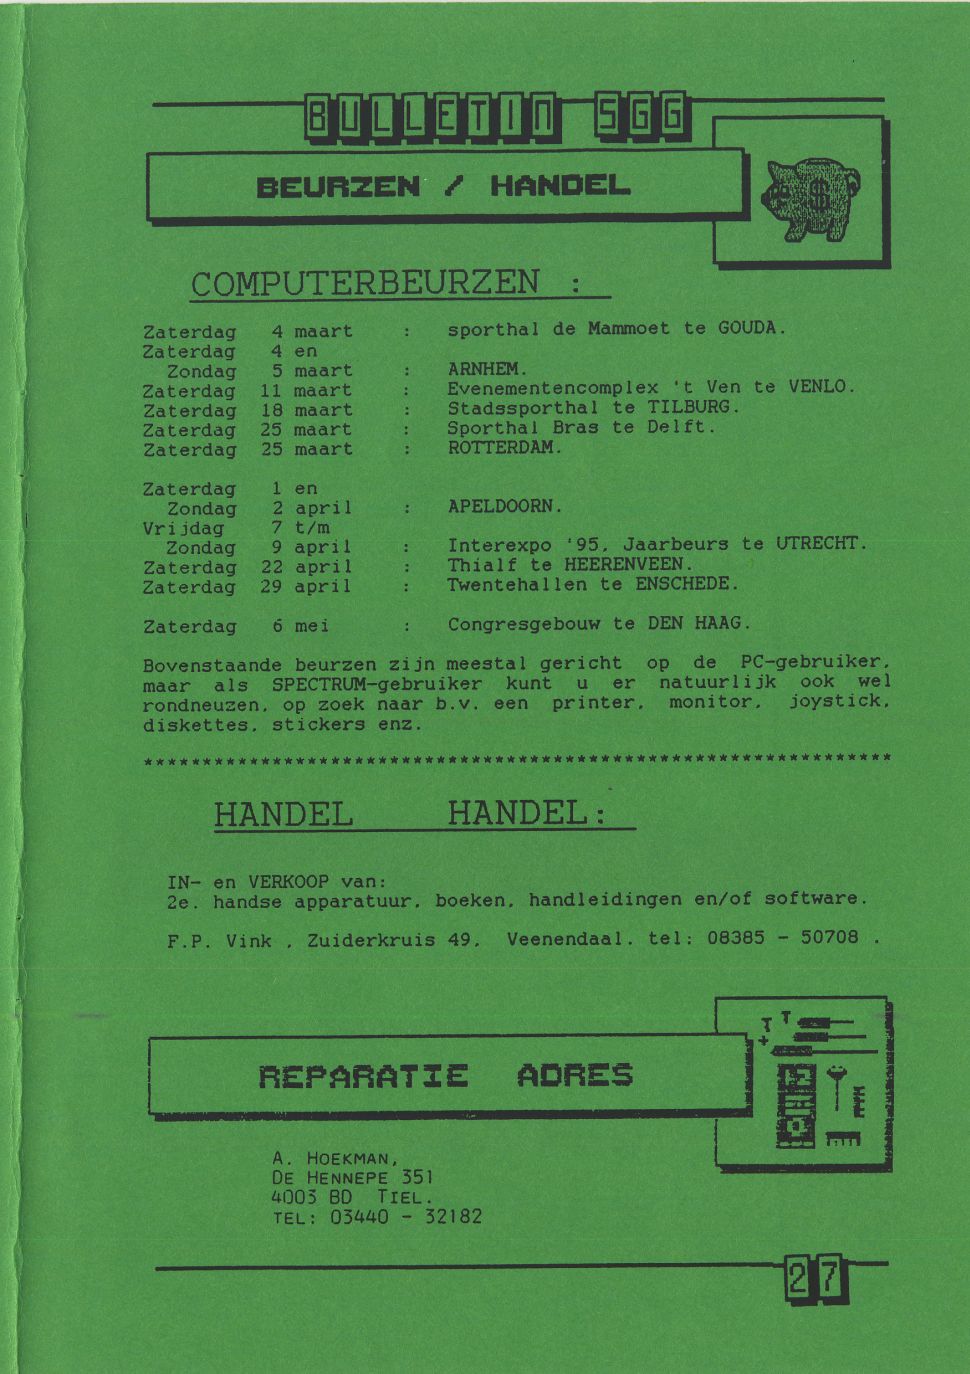 BULLETIN SGG
BEURZEN / HANDEL
$
COMPUTERBEURZEN :
Zaterdag 4 maart : sporthal de Mammoet te GOUDA.
Zaterdag 4 en
Zondag 5 maart : ARNHEM.
Zaterdag 11 maart : Evenementencomplex 't Ven te VENLO.
Zaterdag 18 maart : Stadssporthal te TILBURG.
Zaterdag 25 maart : Sporthal Bras te Delft.
Zaterdag 25 maart : ROTTERDAM.
Zaterdag 1 en
Zondag 2 april : APELDOORN.
Vrijdag 7 t/m
Zondag 9 april : Interexpo '95, Jaarbeurs te UTRECHT.
Zaterdag 22 april : Thialf te HEERENVEEN.
Zaterdag 29 april : Twentehallen te ENSCHEDE.
Zaterdag 6 mei : Congresgebouw te DEN HAAG.
Bovenstaande beurzen zijn meestal gericht op de PC-gebruiker,
maar als SPECTRUM-gebruiker kunt u er natuurlijk ook wel
rondneuzen, op zoek naar b.v. een printer, monitor, joystick,
diskettes, stickers enz.
****************************************************************
HANDEL HANDEL:
IN- en VERKOOP van:
2e. handse apparatuur, boeken, handleidingen en/of software.
F.P. Vink , Zuiderkruis 49, Veenendaal. tel: 08385 - 50708 .
REPARATIE ADRES
A. HOEKMAN,
DE HENNEPE 351
4003 BD TIEL.
TEL: 03440 - 32182
27